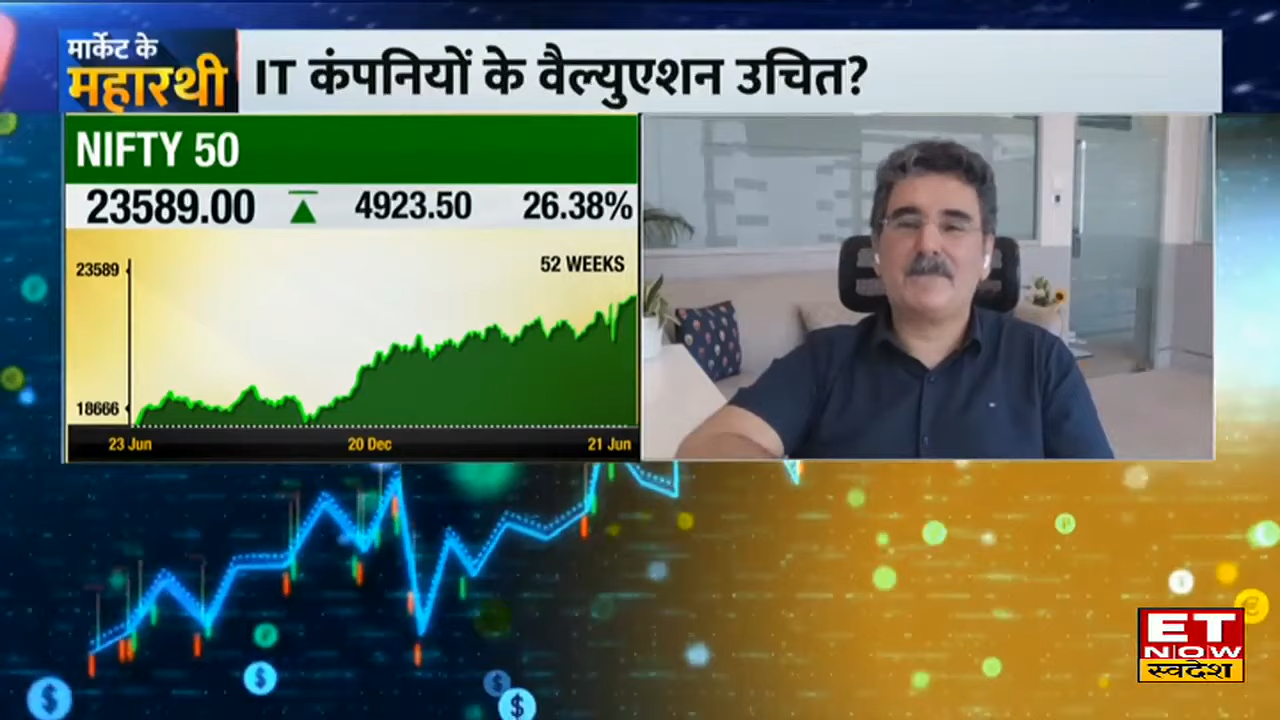 मार्केट के
महारथी
IT कंपनियों के वैल्युएशन उचित?
NIFTY 50
23589.00 4923.50 26.38%
52 WEEKS
23589
18666
23 Jun 20 Dec 21 Jun
ET
NOW
स्वदेश